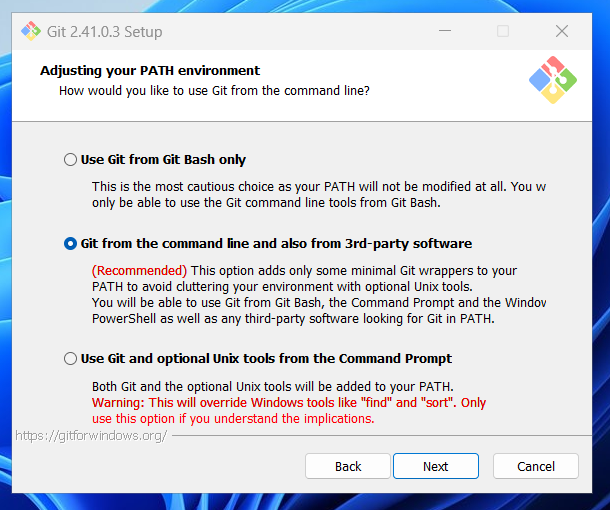 Git 2.41.0.3 Setup
Adjusting your PATH environment
How would you like to use Git from the command line?
Use Git from Git Bash only
This is the most cautious choice as your PATH will not be modified at all. You w
only be able to use the Git command line tools from Git Bash.
Git from the command line and also from 3rd-party software
(Recommended) This option adds only some minimal Git wrappers to your
PATH to avoid cluttering your environment with optional Unix tools.
You will be able to use Git from Git Bash, the Command Prompt and the Window
PowerShell as well as any third-party software looking for Git in PATH.
Use Git and optional Unix tools from the Command Prompt
Both Git and the optional Unix tools will be added to your PATH.
Warning: This will override Windows tools like "find" and "sort". Only
use this option if you understand the implications.
https://gitforwindows.org/
Back Next Cancel